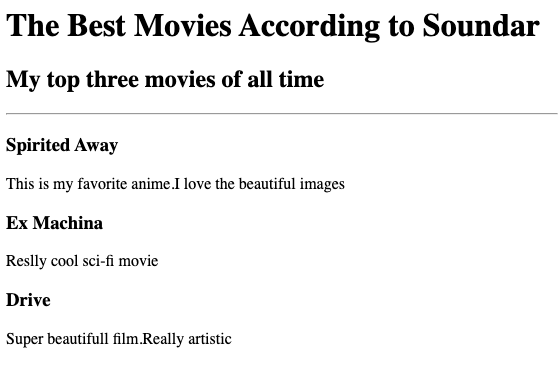 The Best Movies According to Soundar
My top three movies of all time
Spirited Away
This is my favorite anime.I love the beautiful images
Ex Machina
Reslly cool sci-fi movie
Drive
Super beautifull film.Really artistic